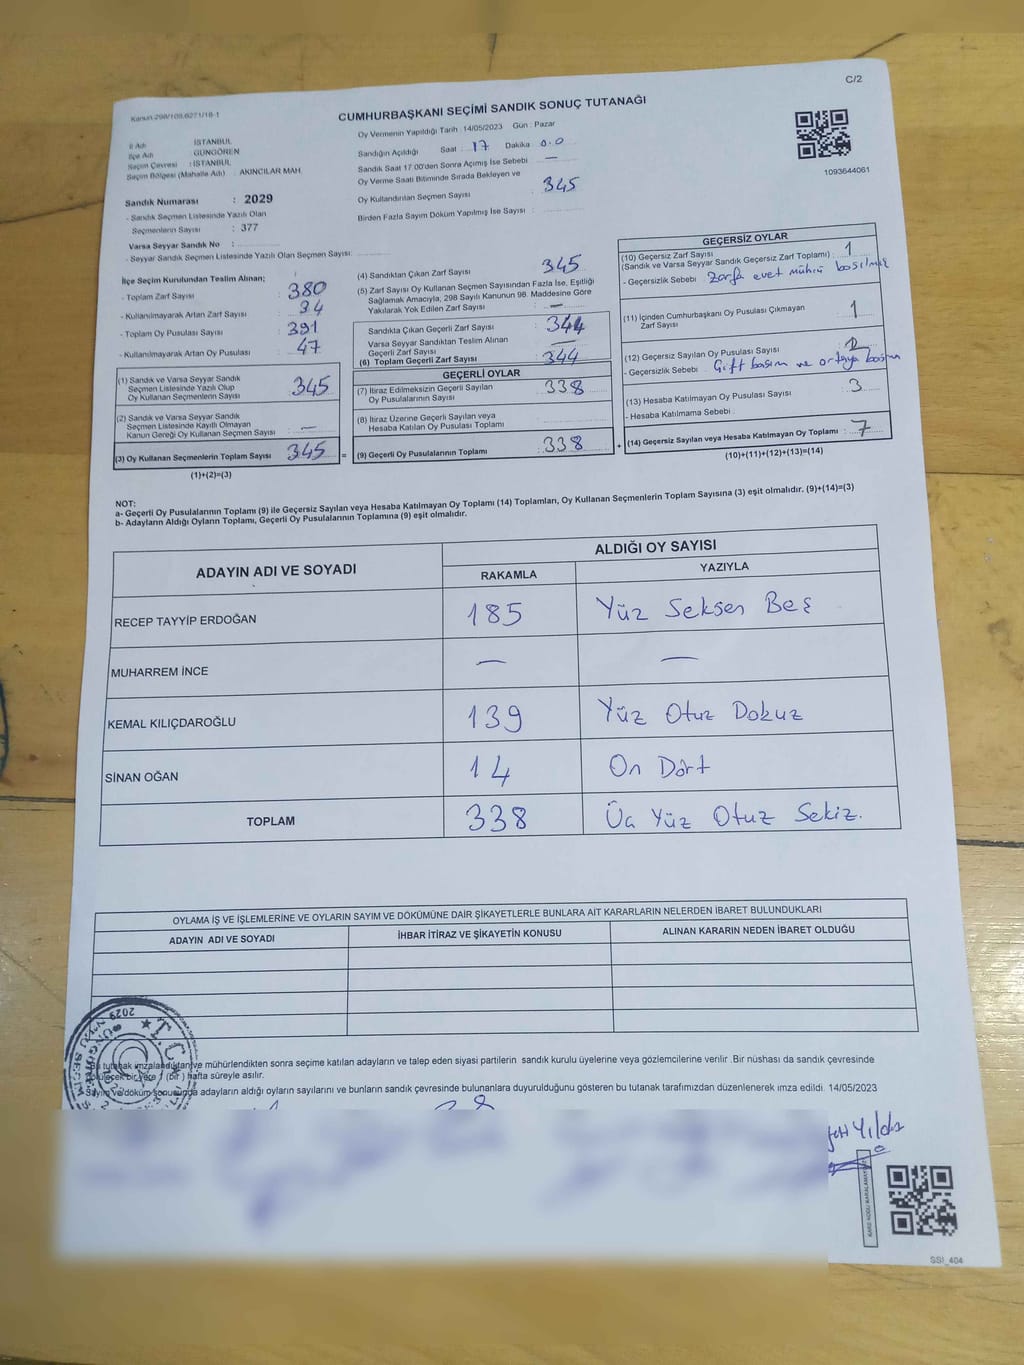 C/2
Kanun 298/103,6271/18-1
CUMHURBAŞKANI SEÇİMİ SANDIK SONUÇ TUTANAĞI
Oy Vermenin Yapıldığı Tarih : 14/05/2023 Gün : Pazar
İl Adı : İSTANBUL
İlçe Adı : GÜNGÖREN
Seçim Çevresi : İSTANBUL
Seçim Bölgesi (Mahalle Adı) : AKINCILAR MAH.
Sandığın Açıldığı Saat : 17 Dakika 0.0
Sandık Saat 17.00'den Sonra Açımış İse Sebebi —
Oy Verme Saati Bitiminde Sırada Bekleyen ve
Oy Kullandırılan Seçmen Sayısı 345
Birden Fazla Sayım Döküm Yapılmış İse Sayısı :
1093644061
Sandık Numarası : 2029
- Sandık Seçmen Listesinde Yazılı Olan
Seçmenlerin Sayısı : 377
Varsa Seyyar Sandık No :
- Seyyar Sandık Seçmen Listesinde Yazılı Olan Seçmen Sayısı:
İlçe Seçim Kurulundan Teslim Alınan;
- Toplam Zarf Sayısı : 380
- Kullanılmayarak Artan Zarf Sayısı : 34
- Toplam Oy Pusulası Sayısı : 391
- Kullanılmayarak Artan Oy Pusulası : 47
(1) Sandık ve Varsa Seyyar Sandık
Seçmen Listesinde Yazılı Olup
Oy Kullanan Seçmenlerin Sayısı 345
(2) Sandık ve Varsa Seyyar Sandık
Seçmen Listesinde Kayıtlı Olmayan
Kanun Gereği Oy Kullanan Seçmen Sayısı —
(3) Oy Kullanan Seçmenlerin Toplam Sayısı 345 =
(1)+(2)=(3)
(4) Sandıktan Çıkan Zarf Sayısı 345
(5) Zarf Sayısı Oy Kullanan Seçmen Sayısından Fazla İse, Eşitliği
Sağlamak Amacıyla, 298 Sayılı Kanunun 98. Maddesine Göre
Yakılarak Yok Edilen Zarf Sayısı : —
Sandıkta Çıkan Geçerli Zarf Sayısı 344
Varsa Seyyar Sandıktan Teslim Alınan
Geçerli Zarf Sayısı —
(6) Toplam Geçerli Zarf Sayısı : 344
GEÇERLİ OYLAR
(7) İtiraz Edilmeksizin Geçerli Sayılan
Oy Pusulalarının Sayısı : 338
(8) İtiraz Üzerine Geçerli Sayılan veya
Hesaba Katılan Oy Pusulası Toplamı
(9) Geçerli Oy Pusulalarının Toplamı : 338 +
GEÇERSİZ OYLAR
(10) Geçersiz Zarf Sayısı
(Sandık ve Varsa Seyyar Sandık Geçersiz Zarf Toplamı) : 1
- Geçersizlik Sebebi : Zarfa evet mührü basılmış
(11) İçinden Cumhurbaşkanı Oy Pusulası Çıkmayan
Zarf Sayısı 1
(12) Geçersiz Sayılan Oy Pusulası Sayısı : 2
- Geçersizlik Sebebi : Çift basım ve ortaya basım
(13) Hesaba Katılmayan Oy Pusulası Sayısı : 3
- Hesaba Katılmama Sebebi :
(14) Geçersiz Sayılan veya Hesaba Katılmayan Oy Toplamı : 7
(10)+(11)+(12)+(13)=(14)
NOT:
a- Geçerli Oy Pusulalarının Toplamı (9) ile Geçersiz Sayılan veya Hesaba Katılmayan Oy Toplamı (14) Toplamları, Oy Kullanan Seçmenlerin Toplam Sayısına (3) eşit olmalıdır. (9)+(14)=(3)
b- Adayların Aldığı Oyların Toplamı, Geçerli Oy Pusulalarının Toplamına (9) eşit olmalıdır.
ADAYIN ADI VE SOYADI
ALDIĞI OY SAYISI
RAKAMLA YAZIYLA
RECEP TAYYİP ERDOĞAN 185 Yüz Seksen Beş
MUHARREM İNCE — —
KEMAL KILIÇDAROĞLU 139 Yüz Otuz Dokuz
SİNAN OĞAN 14 On Dört
TOPLAM 338 Üç Yüz Otuz Sekiz.
OYLAMA İŞ VE İŞLEMLERİNE VE OYLARIN SAYIM VE DÖKÜMÜNE DAİR ŞİKAYETLERLE BUNLARA AİT KARARLARIN NELERDEN İBARET BULUNDUKLARI
ADAYIN ADI VE SOYADI İHBAR İTİRAZ VE ŞİKAYETİN KONUSU ALINAN KARARIN NEDEN İBARET OLDUĞU
2029
T.C.
Bu tutanak imzalandıktan ve mühürlendikten sonra seçime katılan adayların ve talep eden siyasi partilerin sandık kurulu üyelerine veya gözlemcilerine verilir .Bir nüshası da sandık çevresinde
bir yere 1 (bir ) hafta süreyle asılır.
Sayım ve döküm sonucunda adayların aldığı oyların sayılarını ve bunların sandık çevresinde bulunanlara duyurulduğunu gösteren bu tutanak tarafımızdan düzenlenerek imza edildi. 14/05/2023
Yıldız
SSİ_404